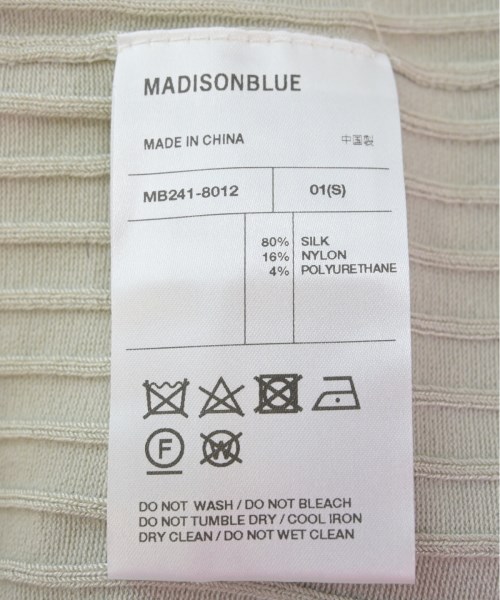 MADISONBLUE
MADE IN CHINA 中国製
MB241-8012 01(S)
80% SILK
16% NYLON
4% POLYURETHANE
F W
DO NOT WASH / DO NOT BLEACH
DO NOT TUMBLE DRY / COOL IRON
DRY CLEAN / DO NOT WET CLEAN